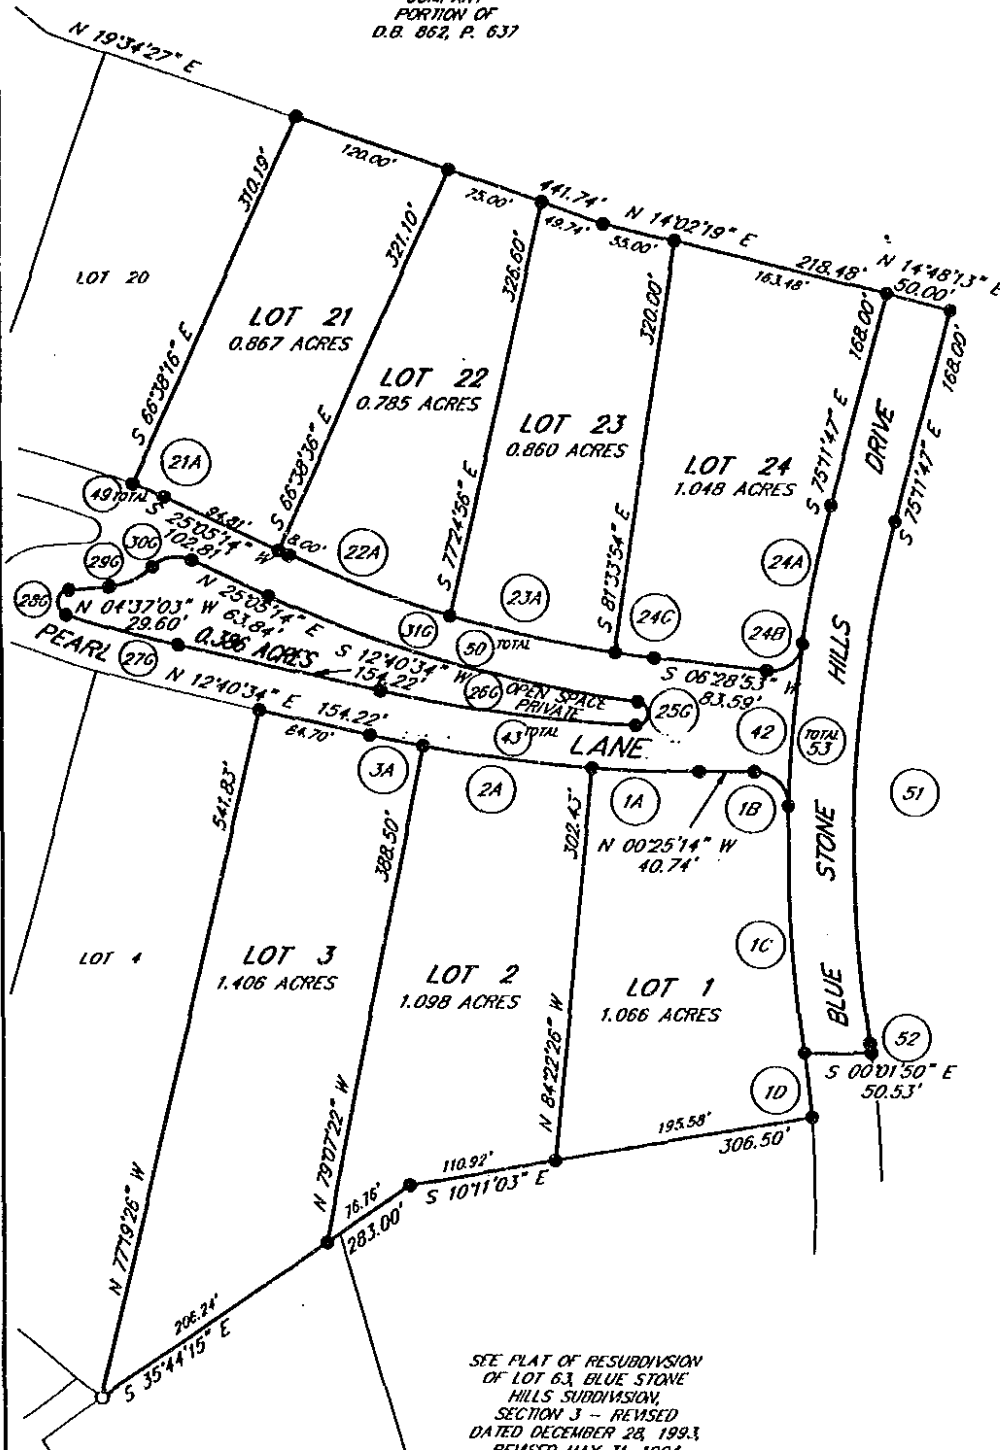 PORTION OF
D.B. 862, P. 637
N 19°34'27" E
120.00'
75.00'
441.74'
49.74'
55.00'
N 14°02'19" E
218.48'
163.48'
N 14°48'13" E
50.00'
310.19'
321.10'
326.60'
320.00'
168.00'
168.00'
LOT 20
LOT 21
0.867 ACRES
LOT 22
0.785 ACRES
LOT 23
0.860 ACRES
LOT 24
1.048 ACRES
S 66°38'16" E
S 66°38'36" E
S 77°24'56" E
S 81°33'54" E
S 75°11'47" E
S 75°11'47" E
DRIVE
HILLS
STONE
BLUE
21A
49 TOTAL
94.81'
8.00'
S 25°05'14" W
102.81'
22A
23A
24C
24A
24B
30G
29G
28G
27G
31G
50 TOTAL
26G
25G
N 04°37'03" W
29.60'
N 25°05'14" E
63.84'
0.386 ACRES
S 12°40'34" W
154.22'
OPEN SPACE
PRIVATE
S 06°28'53" W
83.59'
PEARL
LANE
N 12°40'34" E
154.22'
64.70'
43 TOTAL
3A
2A
1A
1B
42
TOTAL
53
51
N 00°25'14" W
40.74'
541.83'
388.50'
302.43'
LOT 4
LOT 3
1.406 ACRES
LOT 2
1.098 ACRES
LOT 1
1.066 ACRES
1C
52
S 00°01'50" E
50.53'
1D
N 77°19'26" W
N 79°07'22" W
N 84°22'26" W
195.58'
306.50'
110.92'
S 10°11'03" E
76.76'
283.00'
206.24'
S 35°44'15" E
SEE PLAT OF RESUBDIVISION
OF LOT 63, BLUE STONE
HILLS SUBDIVISION,
SECTION 3 - REVISED
DATED DECEMBER 28, 1993,